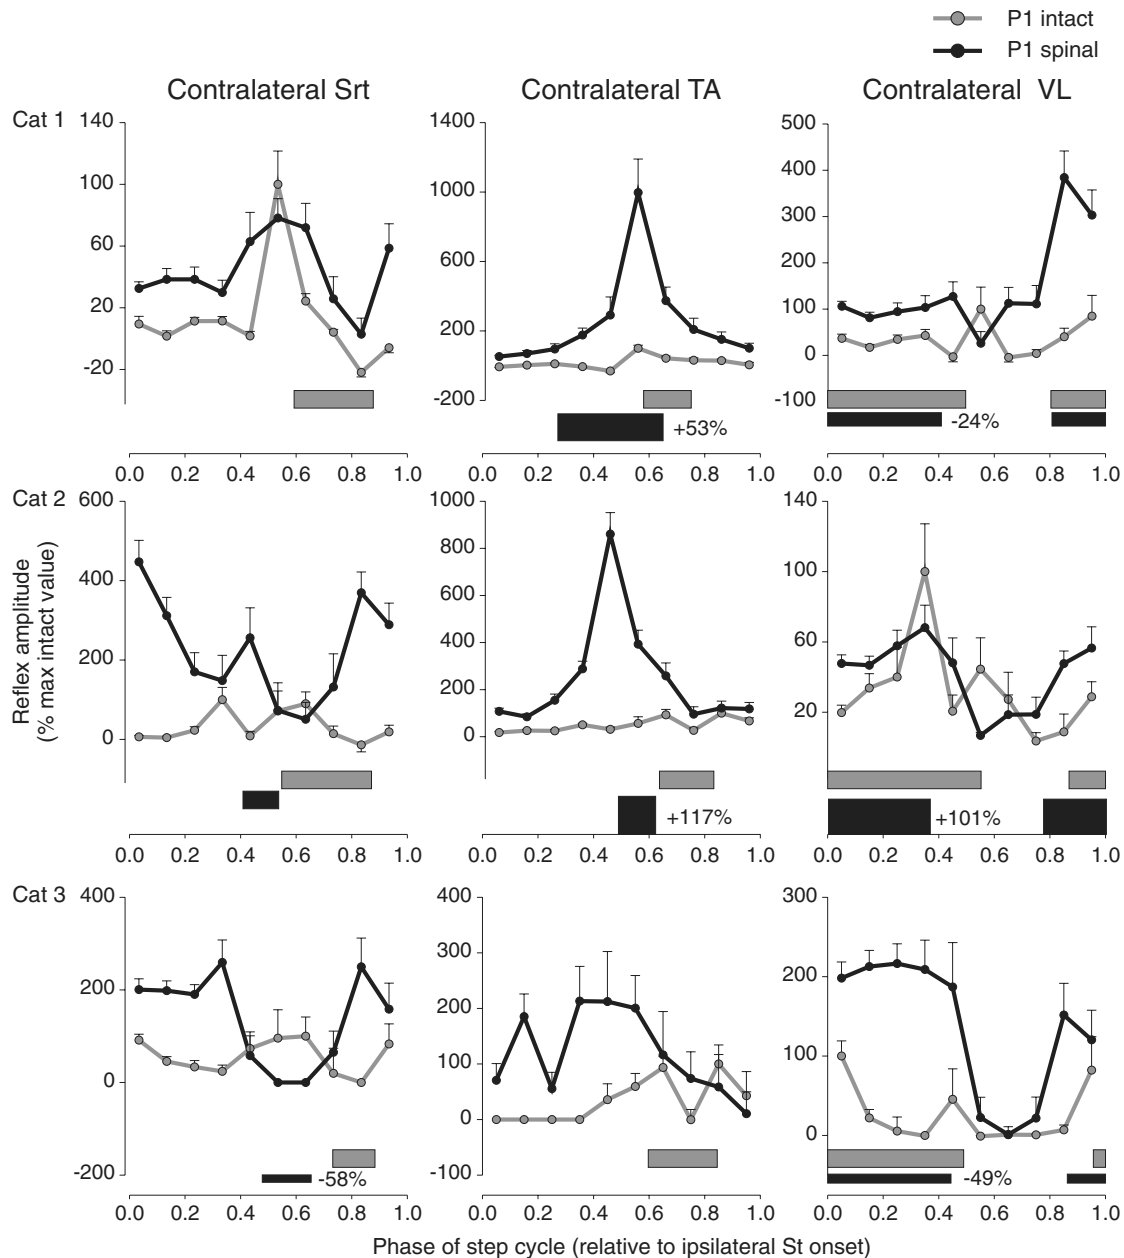 P1 intact
P1 spinal
Contralateral Srt
Contralateral TA
Contralateral VL
Cat 1
140
100
60
20
-20
1400
1000
600
200
-200
+53%
500
400
300
200
100
0
-100
-24%
0.0 0.2 0.4 0.6 0.8 1.0
0.0 0.2 0.4 0.6 0.8 1.0
0.0 0.2 0.4 0.6 0.8 1.0
Cat 2
Reflex amplitude
(% max intact value)
600
400
200
0
1000
800
600
400
200
0
+117%
140
100
60
20
+101%
0.0 0.2 0.4 0.6 0.8 1.0
0.0 0.2 0.4 0.6 0.8 1.0
0.0 0.2 0.4 0.6 0.8 1.0
Cat 3
400
200
0
-200
-58%
400
300
200
100
0
-100
300
200
100
0
-49%
0.0 0.2 0.4 0.6 0.8 1.0
0.0 0.2 0.4 0.6 0.8 1.0
0.0 0.2 0.4 0.6 0.8 1.0
Phase of step cycle (relative to ipsilateral St onset)